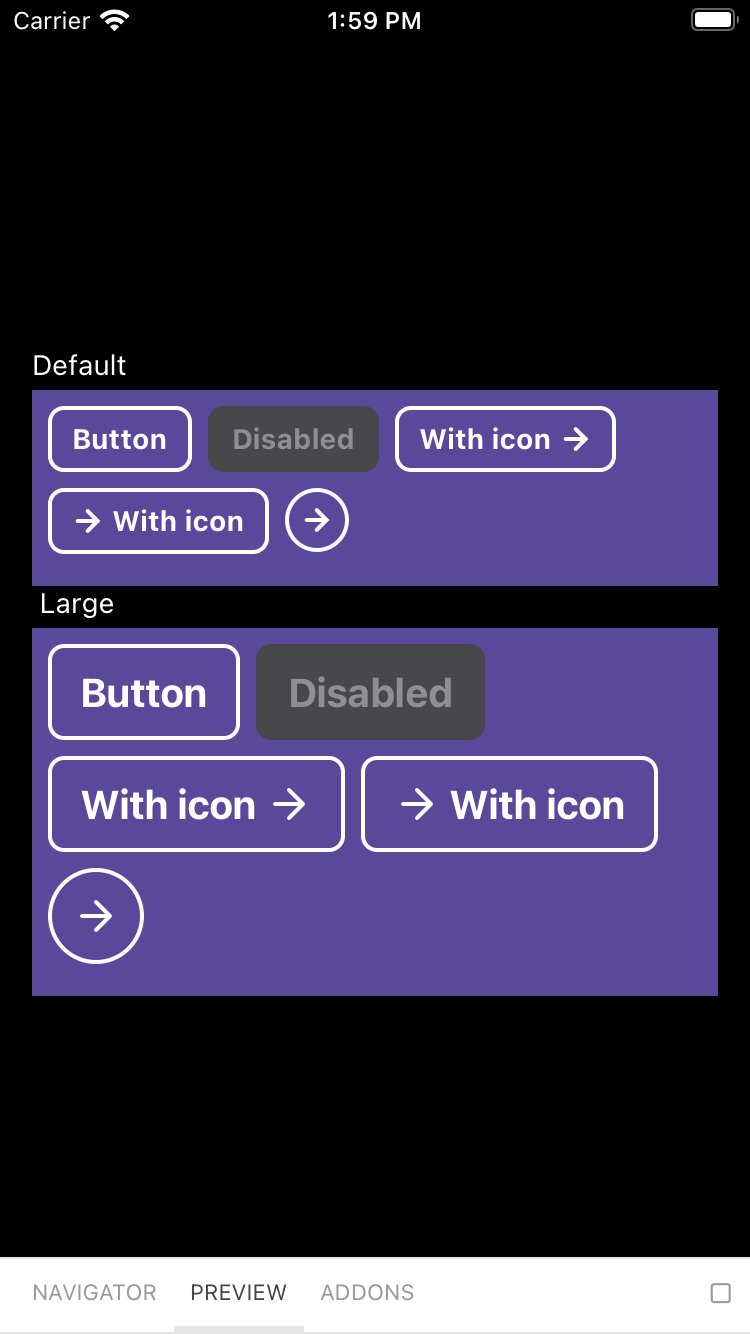 Carrier 1:59 PM
Default
Button Disabled With icon
With icon
Large
Button Disabled
With icon With icon
NAVIGATOR PREVIEW ADDONS